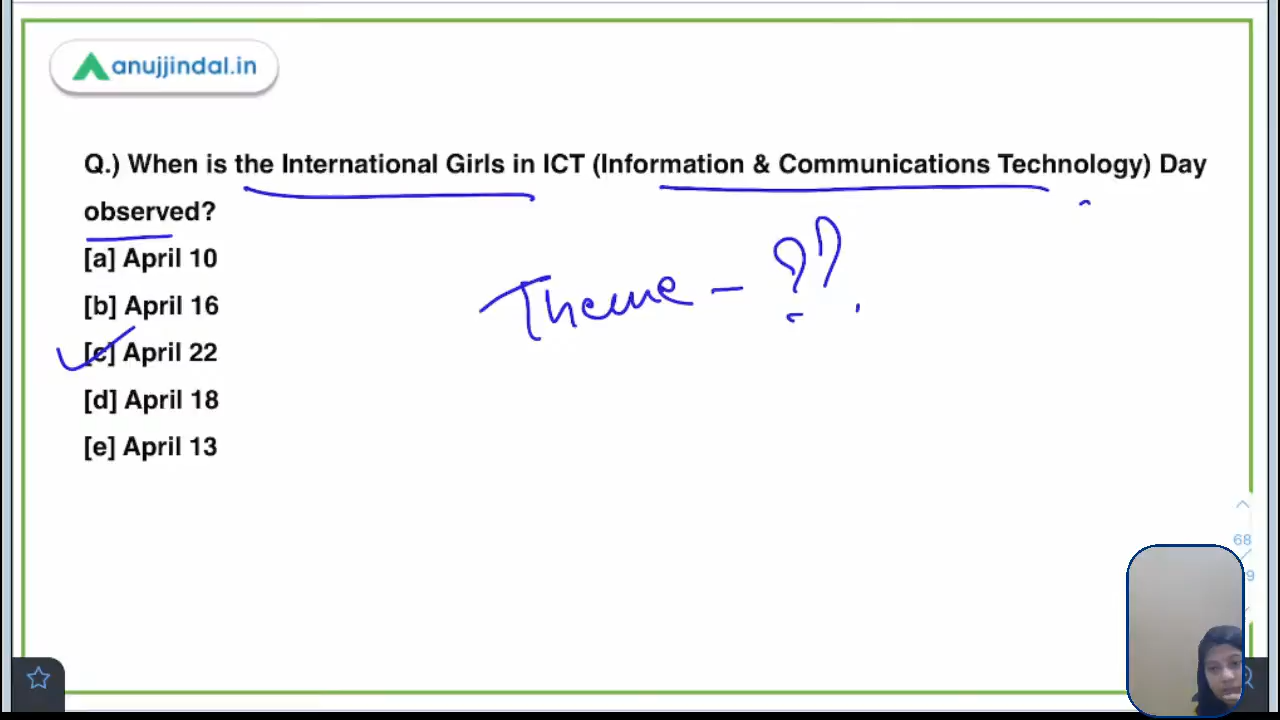 anujjindal.in
Q.) When is the International Girls in ICT (Information & Communications Technology) Day
observed?
[a] April 10
Theme - ??
[b] April 16
[c] April 22
[d] April 18
[e] April 13
68
9